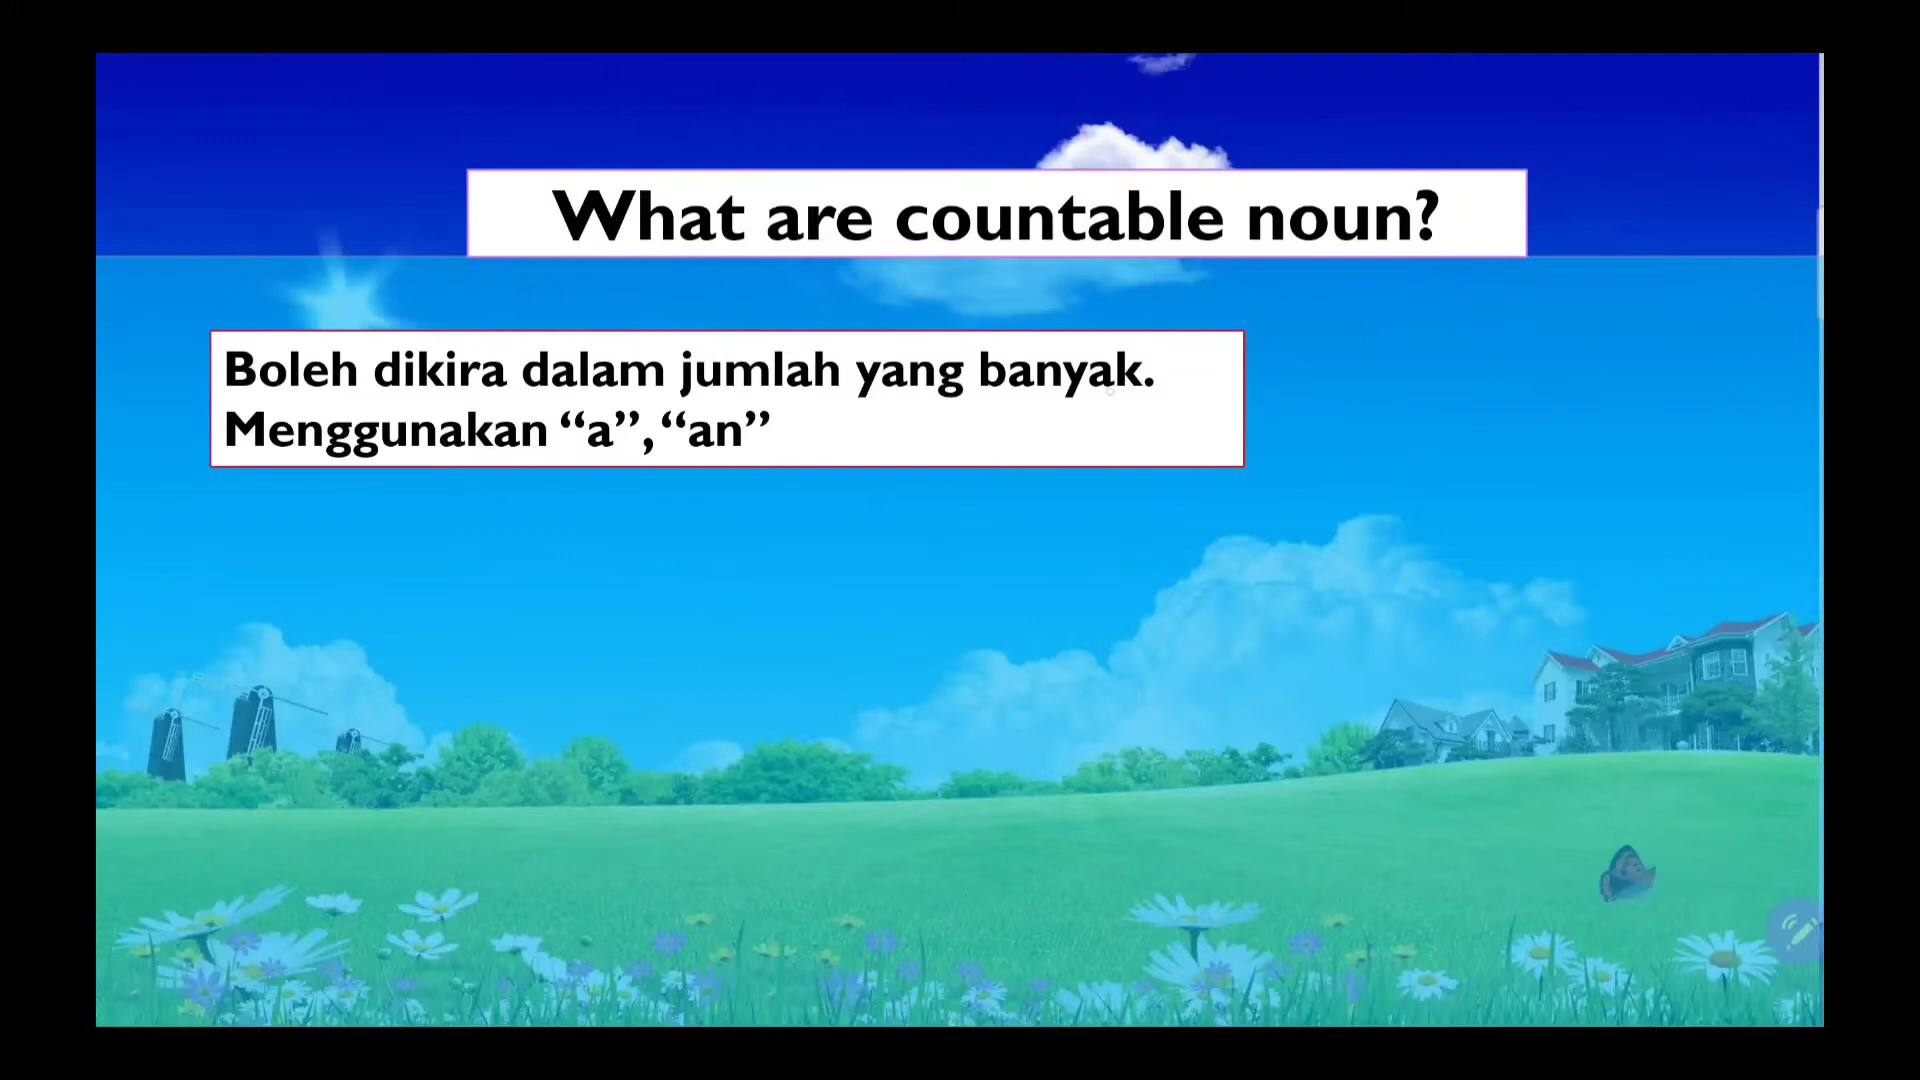 What are countable noun?
Boleh dikira dalam jumlah yang banyak.
Menggunakan “a”, “an”